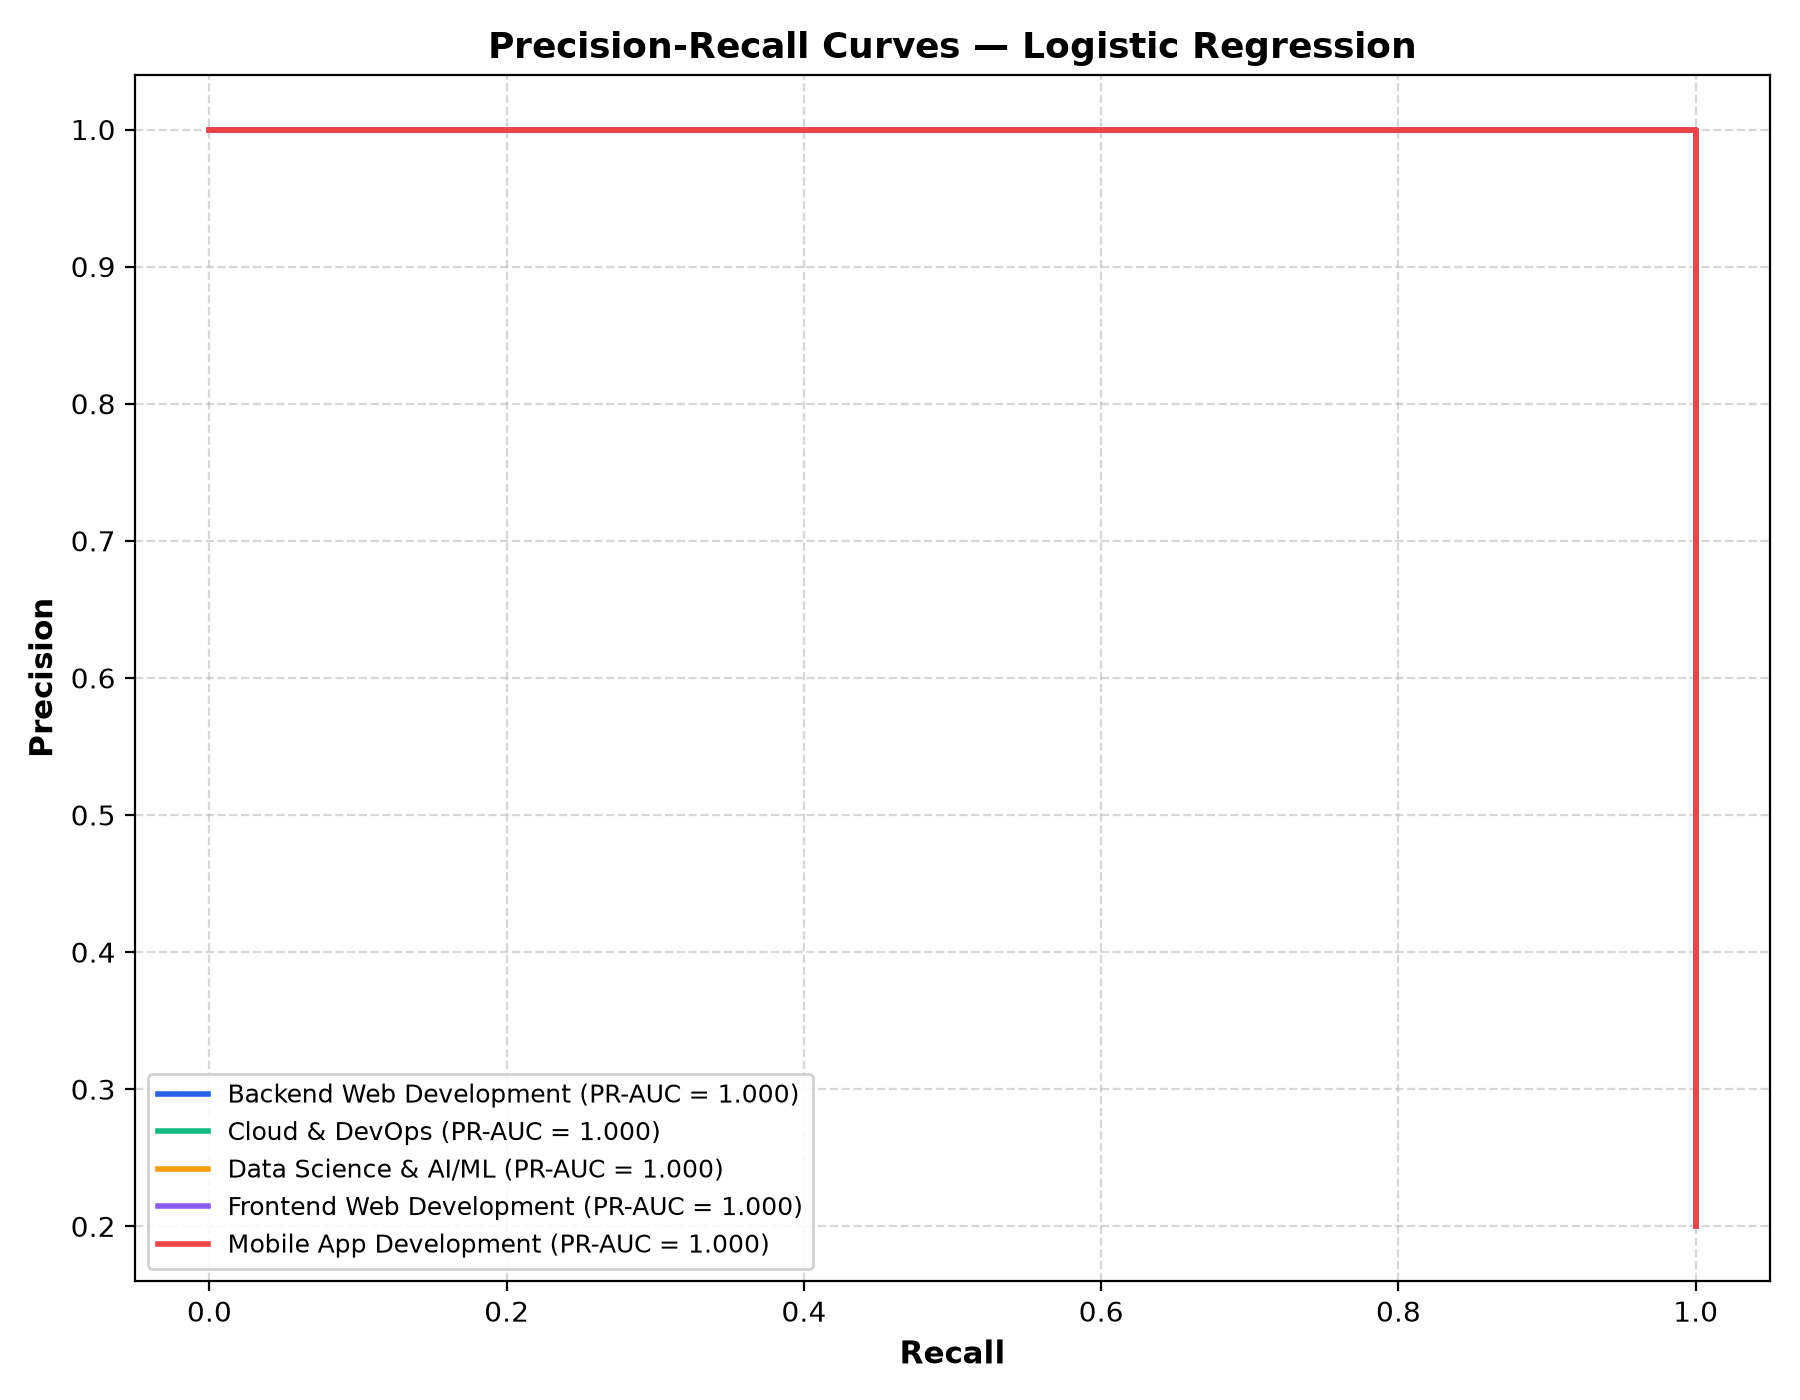 Precision-Recall Curves — Logistic Regression
1.0
0.9
0.8
0.7
0.6
0.5
0.4
0.3
0.2
Precision
Backend Web Development (PR-AUC = 1.000)
Cloud & DevOps (PR-AUC = 1.000)
Data Science & AI/ML (PR-AUC = 1.000)
Frontend Web Development (PR-AUC = 1.000)
Mobile App Development (PR-AUC = 1.000)
0.0 0.2 0.4 0.6 0.8 1.0
Recall